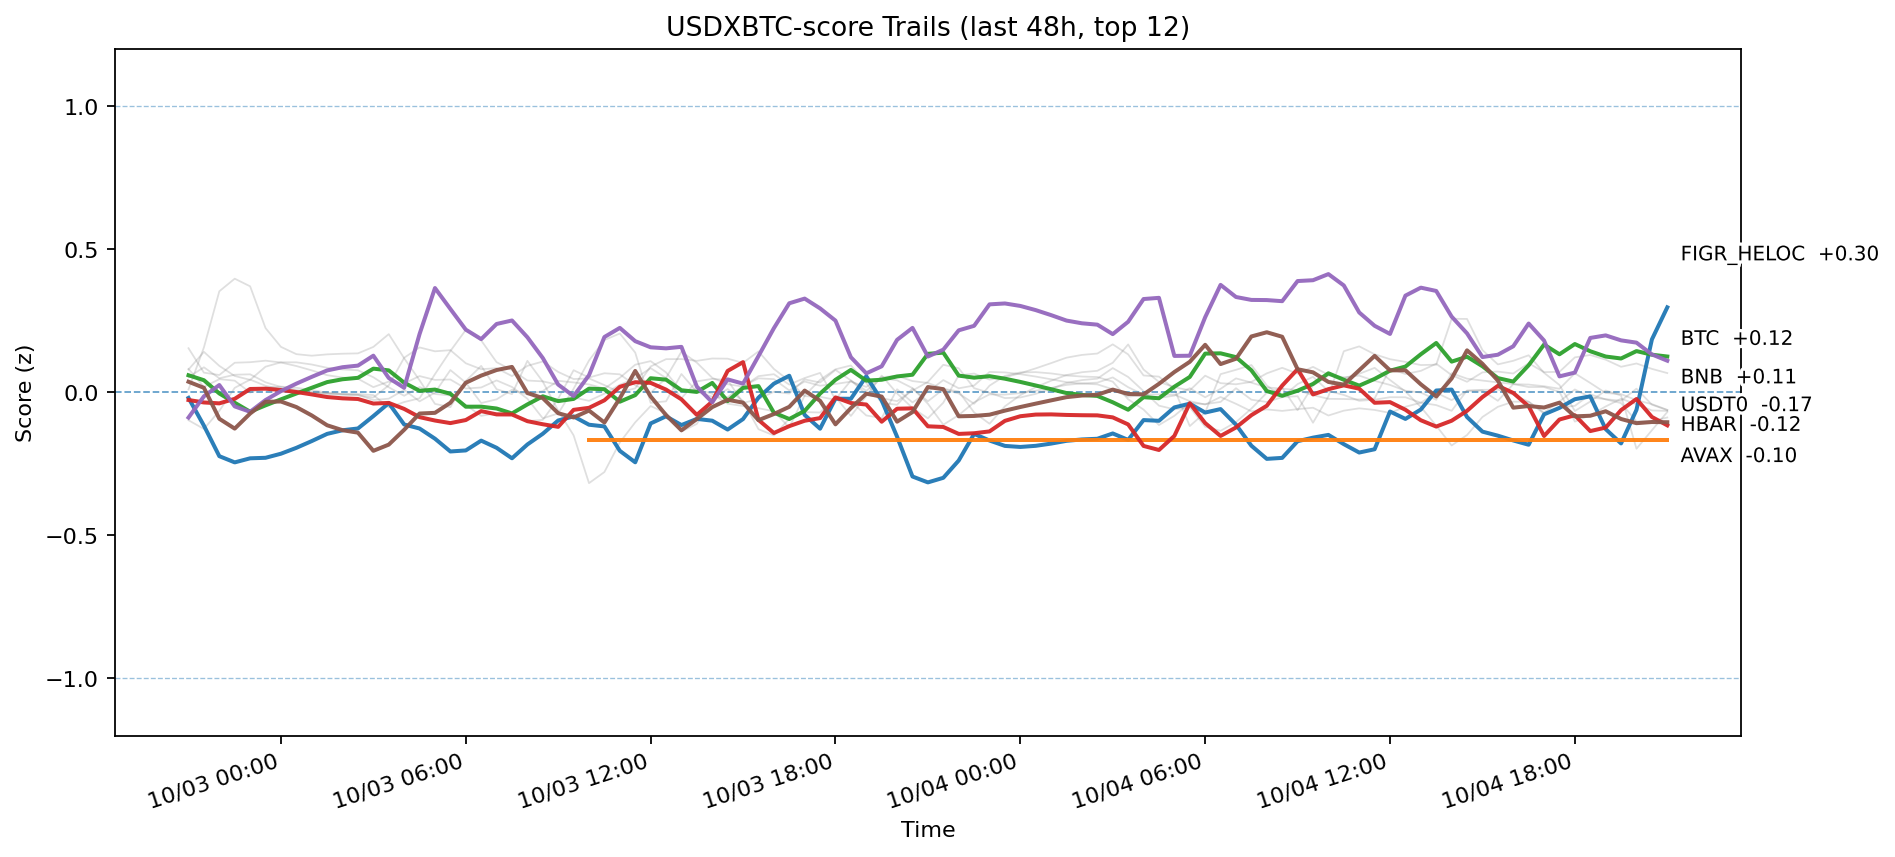 USDXBTC-score Trails (last 48h, top 12)
Score (z)
1.0
0.5
0.0
−0.5
−1.0
FIGR_HELOC +0.30
BTC +0.12
BNB +0.11
USDT0 -0.17
HBAR -0.12
AVAX -0.10
10/03 00:00
10/03 06:00
10/03 12:00
10/03 18:00
10/04 00:00
10/04 06:00
10/04 12:00
10/04 18:00
Time